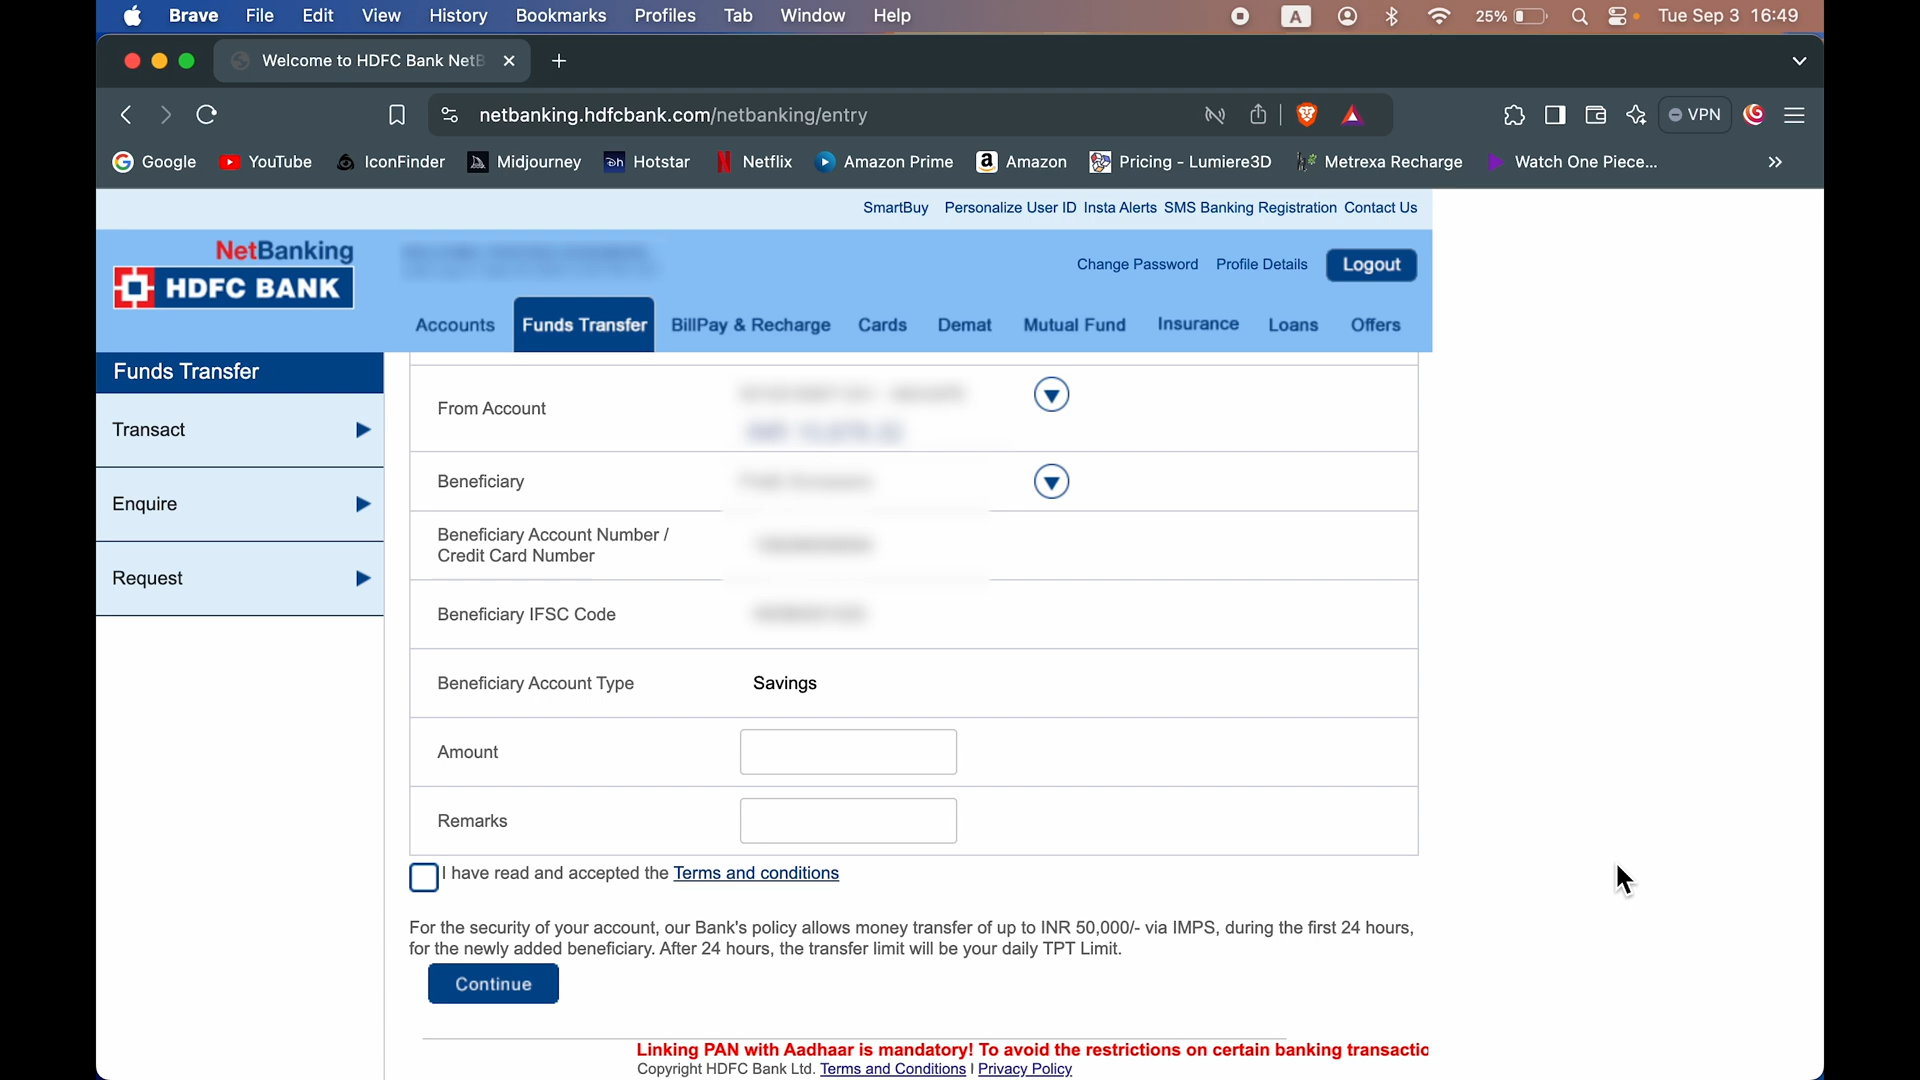 Brave File Edit View History Bookmarks Profiles Tab Window Help A 25% Tue Sep 3 16:49
Welcome to HDFC Bank NetB
netbanking.hdfcbank.com/netbanking/entry VPN
Google YouTube IconFinder Midjourney Hotstar Netflix Amazon Prime Amazon Pricing - Lumiere3D Metrexa Recharge Watch One Piece...
SmartBuy Personalize User ID Insta Alerts SMS Banking Registration Contact Us
NetBanking
HDFC BANK
Change Password Profile Details Logout
Accounts Funds Transfer BillPay & Recharge Cards Demat Mutual Fund Insurance Loans Offers
Funds Transfer
Transact
Enquire
Request
From Account
Beneficiary
Beneficiary Account Number /
Credit Card Number
Beneficiary IFSC Code
Beneficiary Account Type Savings
Amount
Remarks
I have read and accepted the Terms and conditions
For the security of your account, our Bank's policy allows money transfer of up to INR 50,000/- via IMPS, during the first 24 hours,
for the newly added beneficiary. After 24 hours, the transfer limit will be your daily TPT Limit.
Continue
Linking PAN with Aadhaar is mandatory! To avoid the restrictions on certain banking transactio
Copyright HDFC Bank Ltd. Terms and Conditions | Privacy Policy